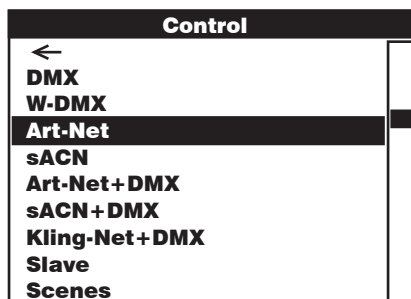 Control
←
DMX
W-DMX
Art-Net
sACN
Art-Net+DMX
sACN+DMX
Kling-Net+DMX
Slave
Scenes